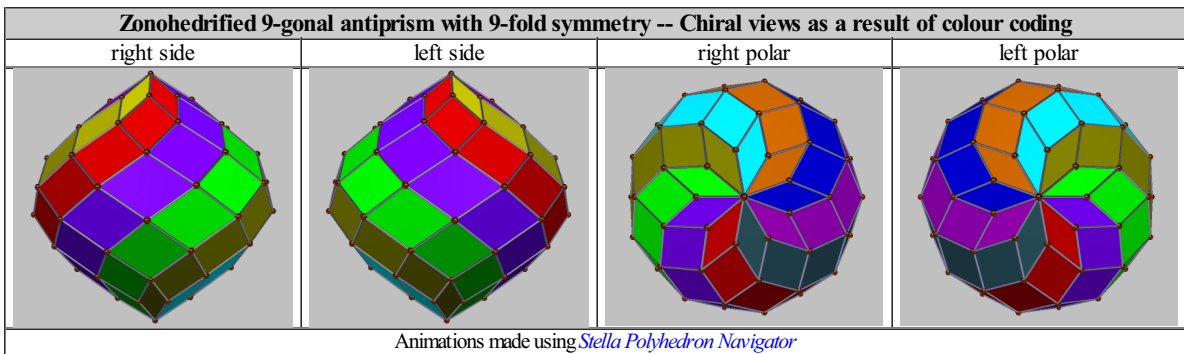 Zonohedrified 9-gonal antiprism with 9-fold symmetry -- Chiral views as a result of colour coding
right side left side right polar left polar
Animations made using Stella Polyhedron Navigator